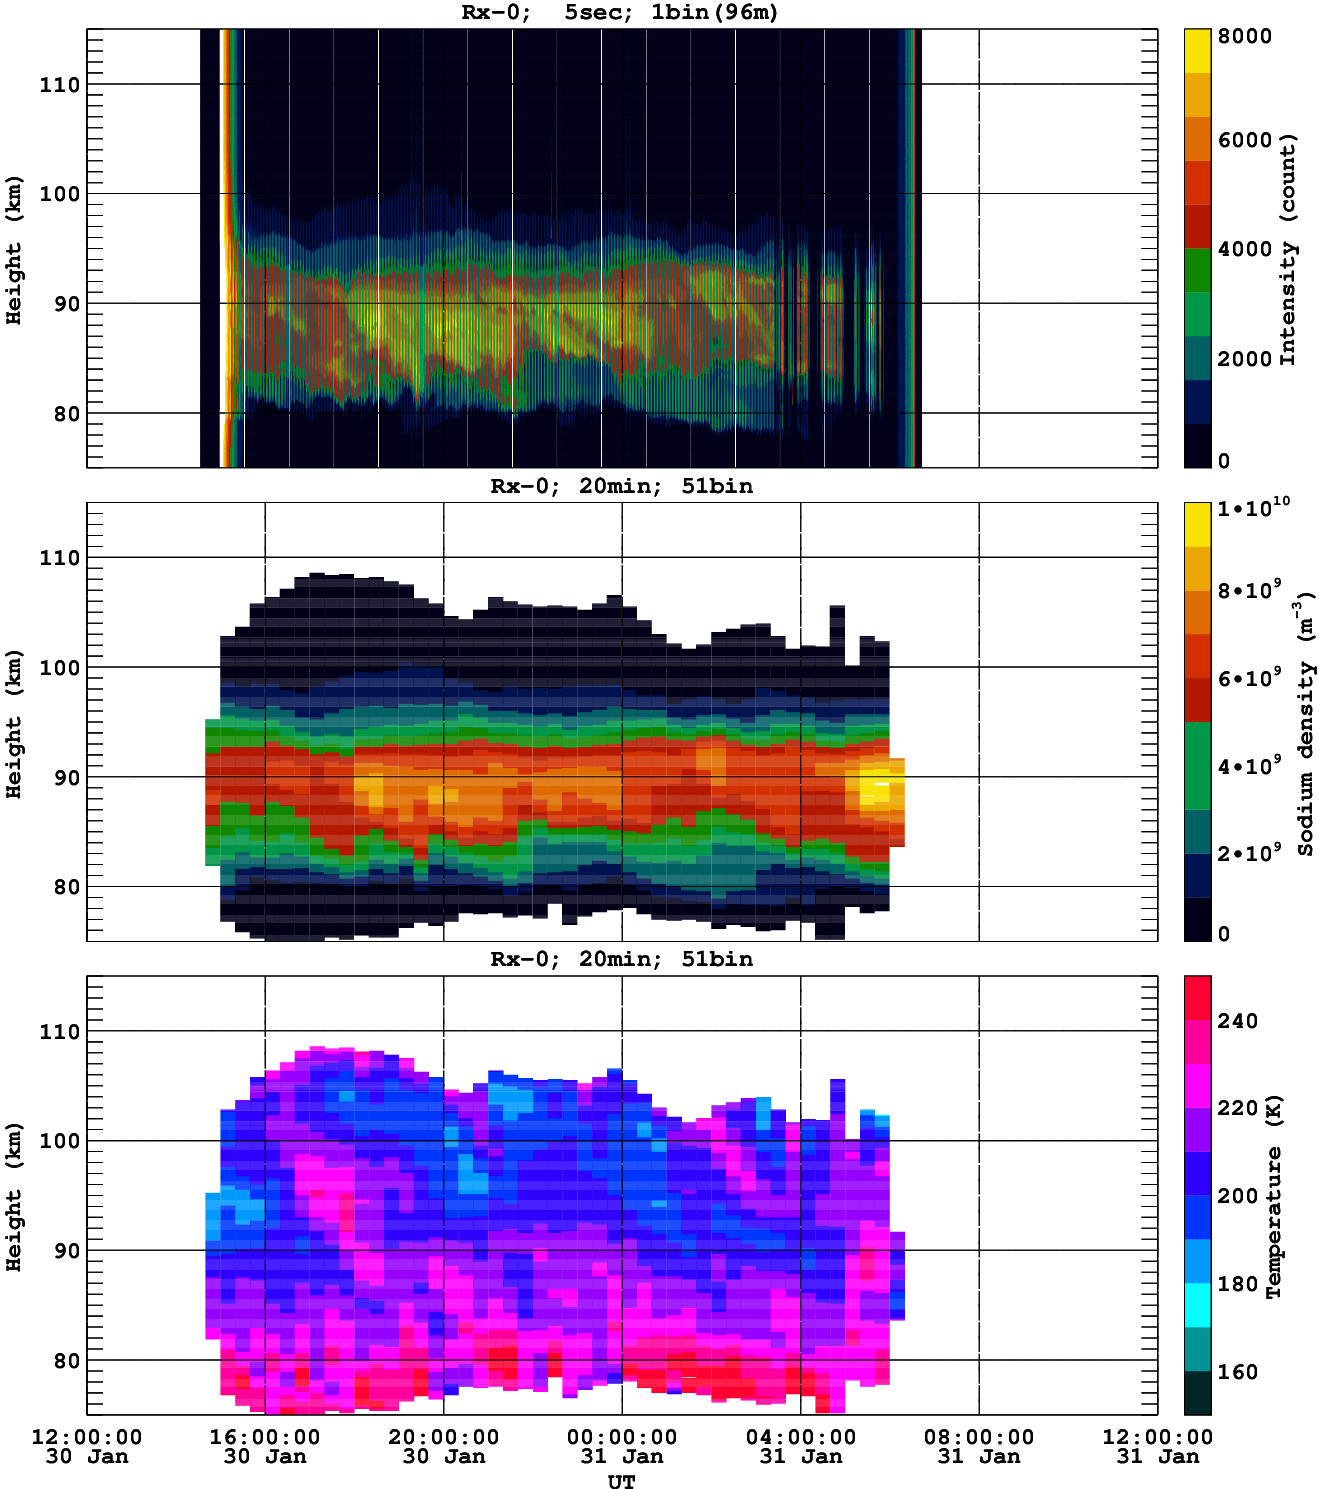 Rx-0;  5sec; 1bin(96m)
110
100
90
80
Height (km)
8000
6000
4000
2000
0
Intensity (count)
Rx-0; 20min; 51bin
110
100
90
80
Height (km)
1•10¹⁰
8•10⁹
6•10⁹
4•10⁹
2•10⁹
0
Sodium density (m⁻³)
Rx-0; 20min; 51bin
110
100
90
80
Height (km)
240
220
200
180
160
Temperature (K)
12:00:00 16:00:00 20:00:00 00:00:00 04:00:00 08:00:00 12:00:00
30 Jan 30 Jan 30 Jan 31 Jan 31 Jan 31 Jan 31 Jan
UT